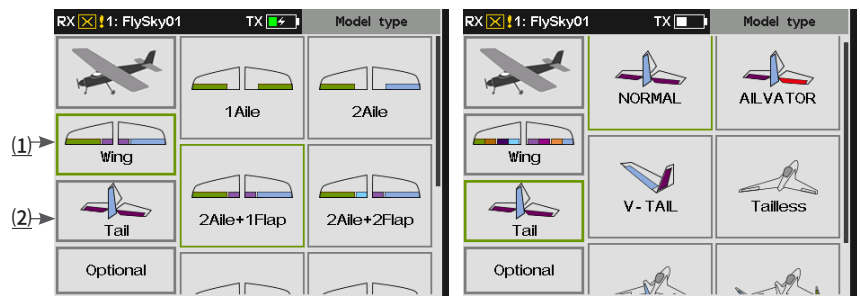 RX !1: FlySky01 TX Model type
1Aile 2Aile
(1) Wing
2Aile+1Flap 2Aile+2Flap
(2) Tail
Optional
RX !1: FlySky01 TX Model type
NORMAL AILVATOR
Wing
V-TAIL Tailless
Tail
Optional